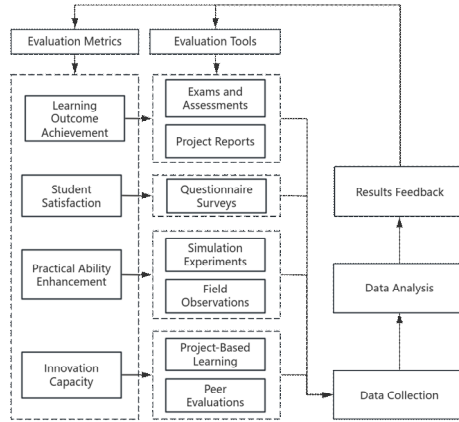 Evaluation Metrics
Evaluation Tools
Learning
Outcome
Achievement
Exams and
Assessments
Project Reports
Student
Satisfaction
Questionnaire
Surveys
Results Feedback
Practical Ability
Enhancement
Simulation
Experiments
Field
Observations
Data Analysis
Innovation
Capacity
Project-Based
Learning
Peer
Evaluations
Data Collection